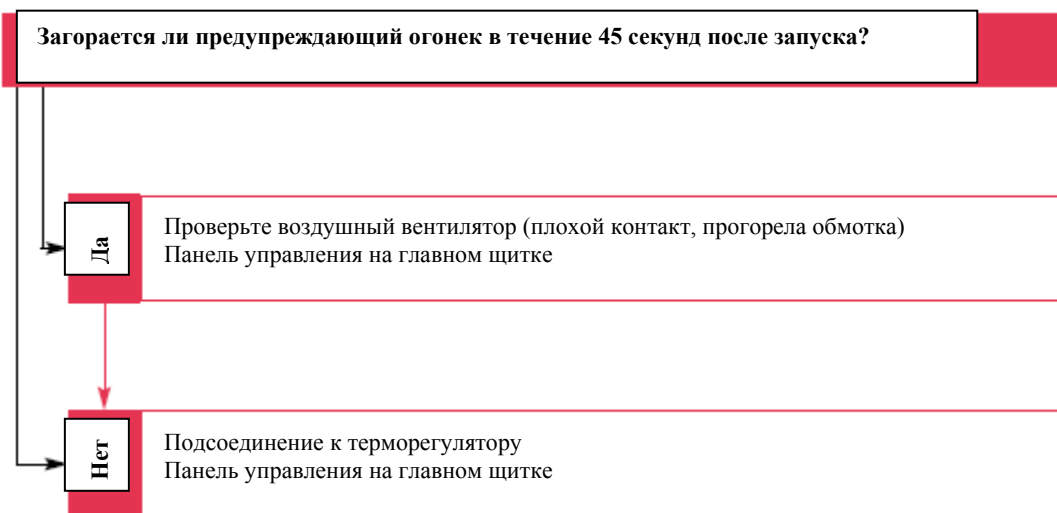 Загорается ли предупреждающий огонек в течение 45 секунд после запуска?
Да
Проверьте воздушный вентилятор (плохой контакт, прогорела обмотка)
Панель управления на главном щитке
Нет
Подсоединение к терморегулятору
Панель управления на главном щитке